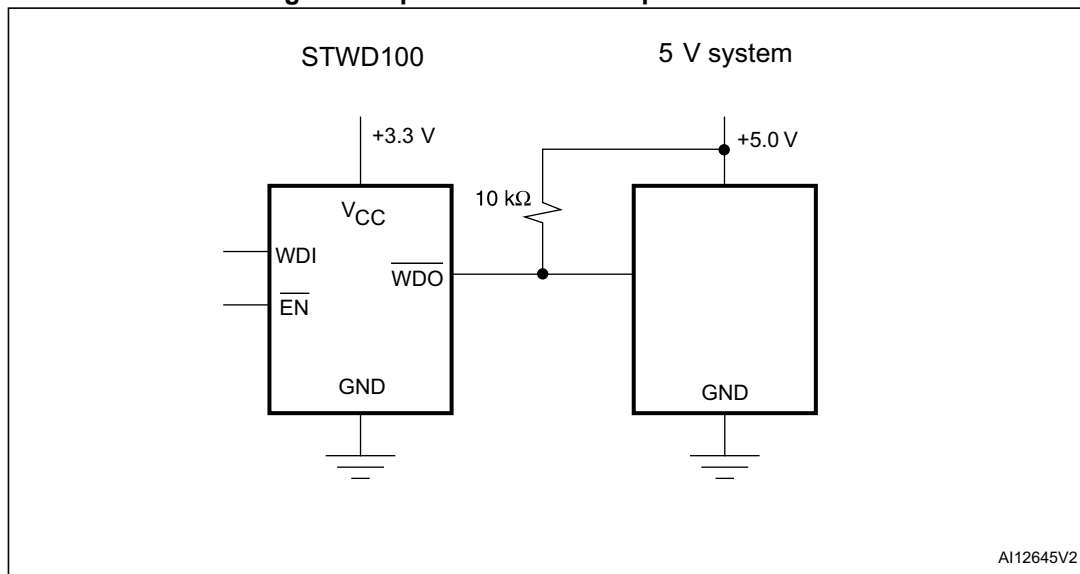 STWD100
5 V system
+3.3 V
+5.0 V
10 kΩ
VCC
WDI
WDO
EN
GND
GND
AI12645V2